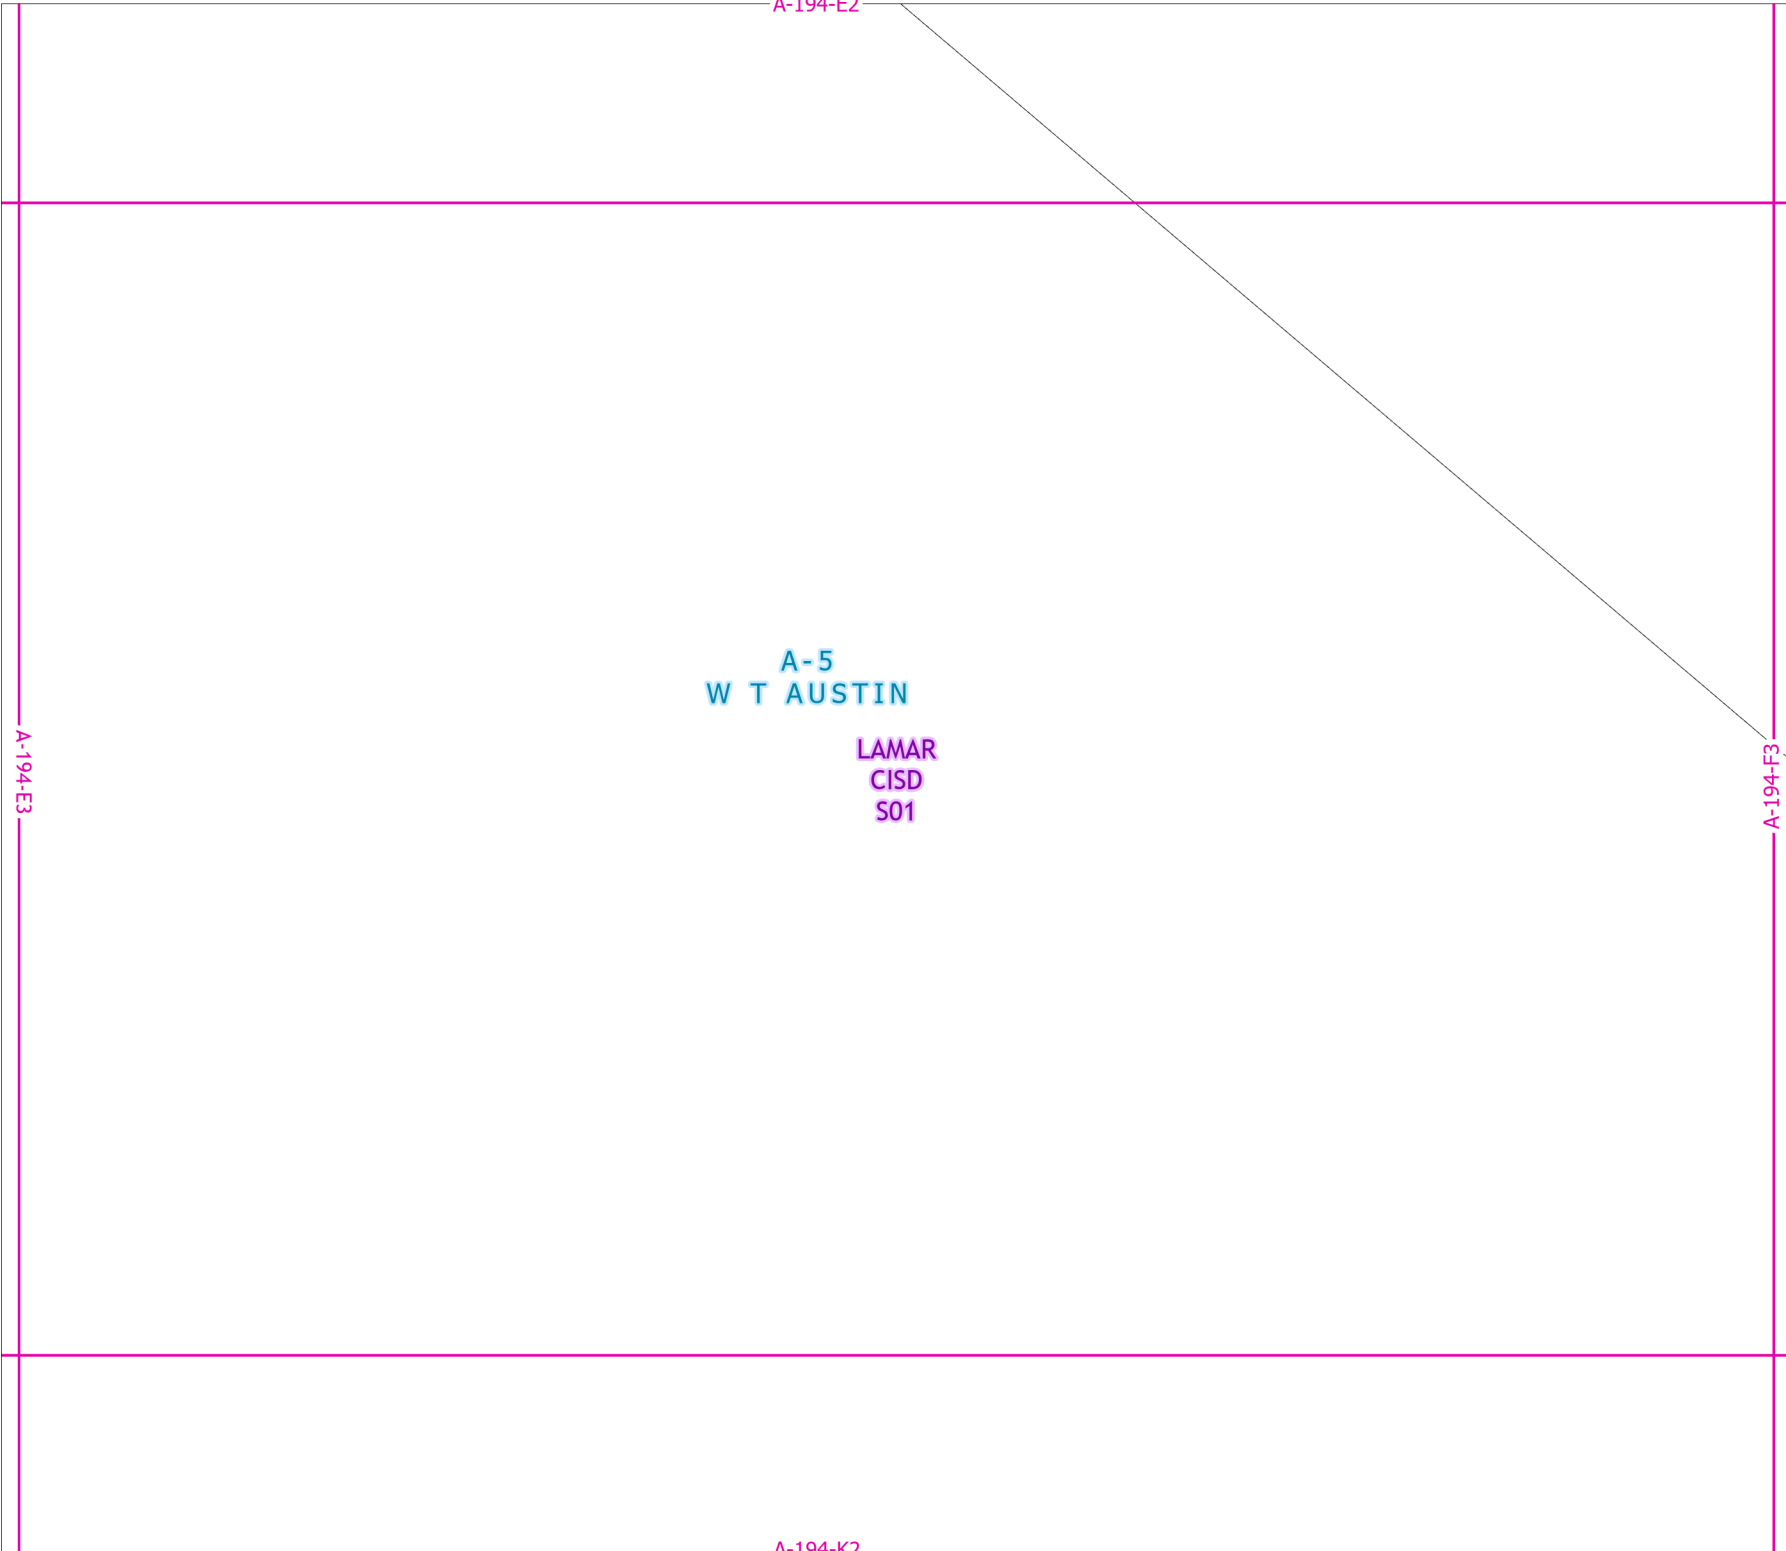 A-194-E2
A-5
W T AUSTIN
LAMAR
CISD
S01
A-194-E3
A-194-F3
A-194-K2